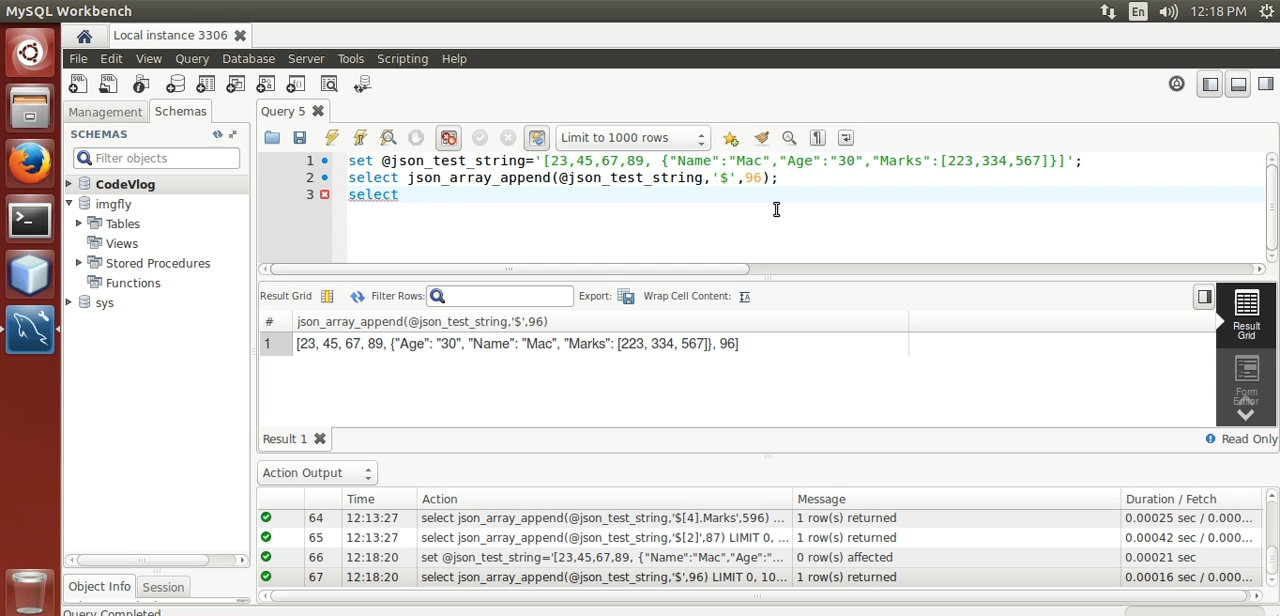 MySQL Workbench
En
12:18 PM
Local instance 3306
File Edit View Query Database Server Tools Scripting Help
Management Schemas
Query 5
SCHEMAS
Filter objects
CodeVlog
imgfly
Tables
Views
Stored Procedures
Functions
sys
Limit to 1000 rows
1 set @json_test_string='[23,45,67,89, {"Name":"Mac","Age":"30","Marks":[223,334,567]}]';
2 select json_array_append(@json_test_string,'$',96);
3 select
Result Grid Filter Rows: Export: Wrap Cell Content:
# json_array_append(@json_test_string,'$',96)
1 [23, 45, 67, 89, {"Age": "30", "Name": "Mac", "Marks": [223, 334, 567]}, 96]
Result Grid
Form Editor
Result 1
Read Only
Action Output
Time Action Message Duration / Fetch
64 12:13:27 select json_array_append(@json_test_string,'$[4].Marks',596) ... 1 row(s) returned 0.00025 sec / 0.000...
65 12:13:27 select json_array_append(@json_test_string,'$[2]',87) LIMIT 0, ... 1 row(s) returned 0.00042 sec / 0.000...
66 12:18:20 set @json_test_string='[23,45,67,89, {"Name":"Mac","Age":"... 0 row(s) affected 0.00021 sec
67 12:18:20 select json_array_append(@json_test_string,'$',96) LIMIT 0, 10... 1 row(s) returned 0.00016 sec / 0.000...
Object Info Session
Query Completed